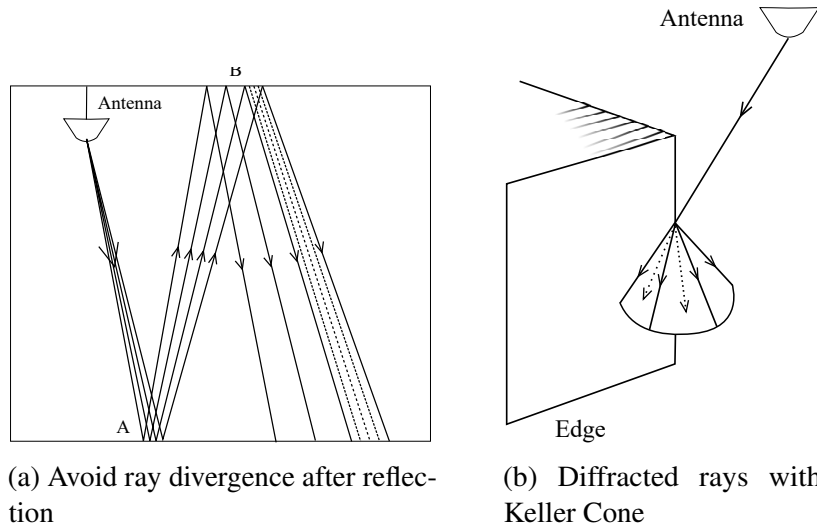 Antenna
B
Antenna
A
Edge
(a) Avoid ray divergence after reflec-
tion
(b) Diffracted rays with
Keller Cone